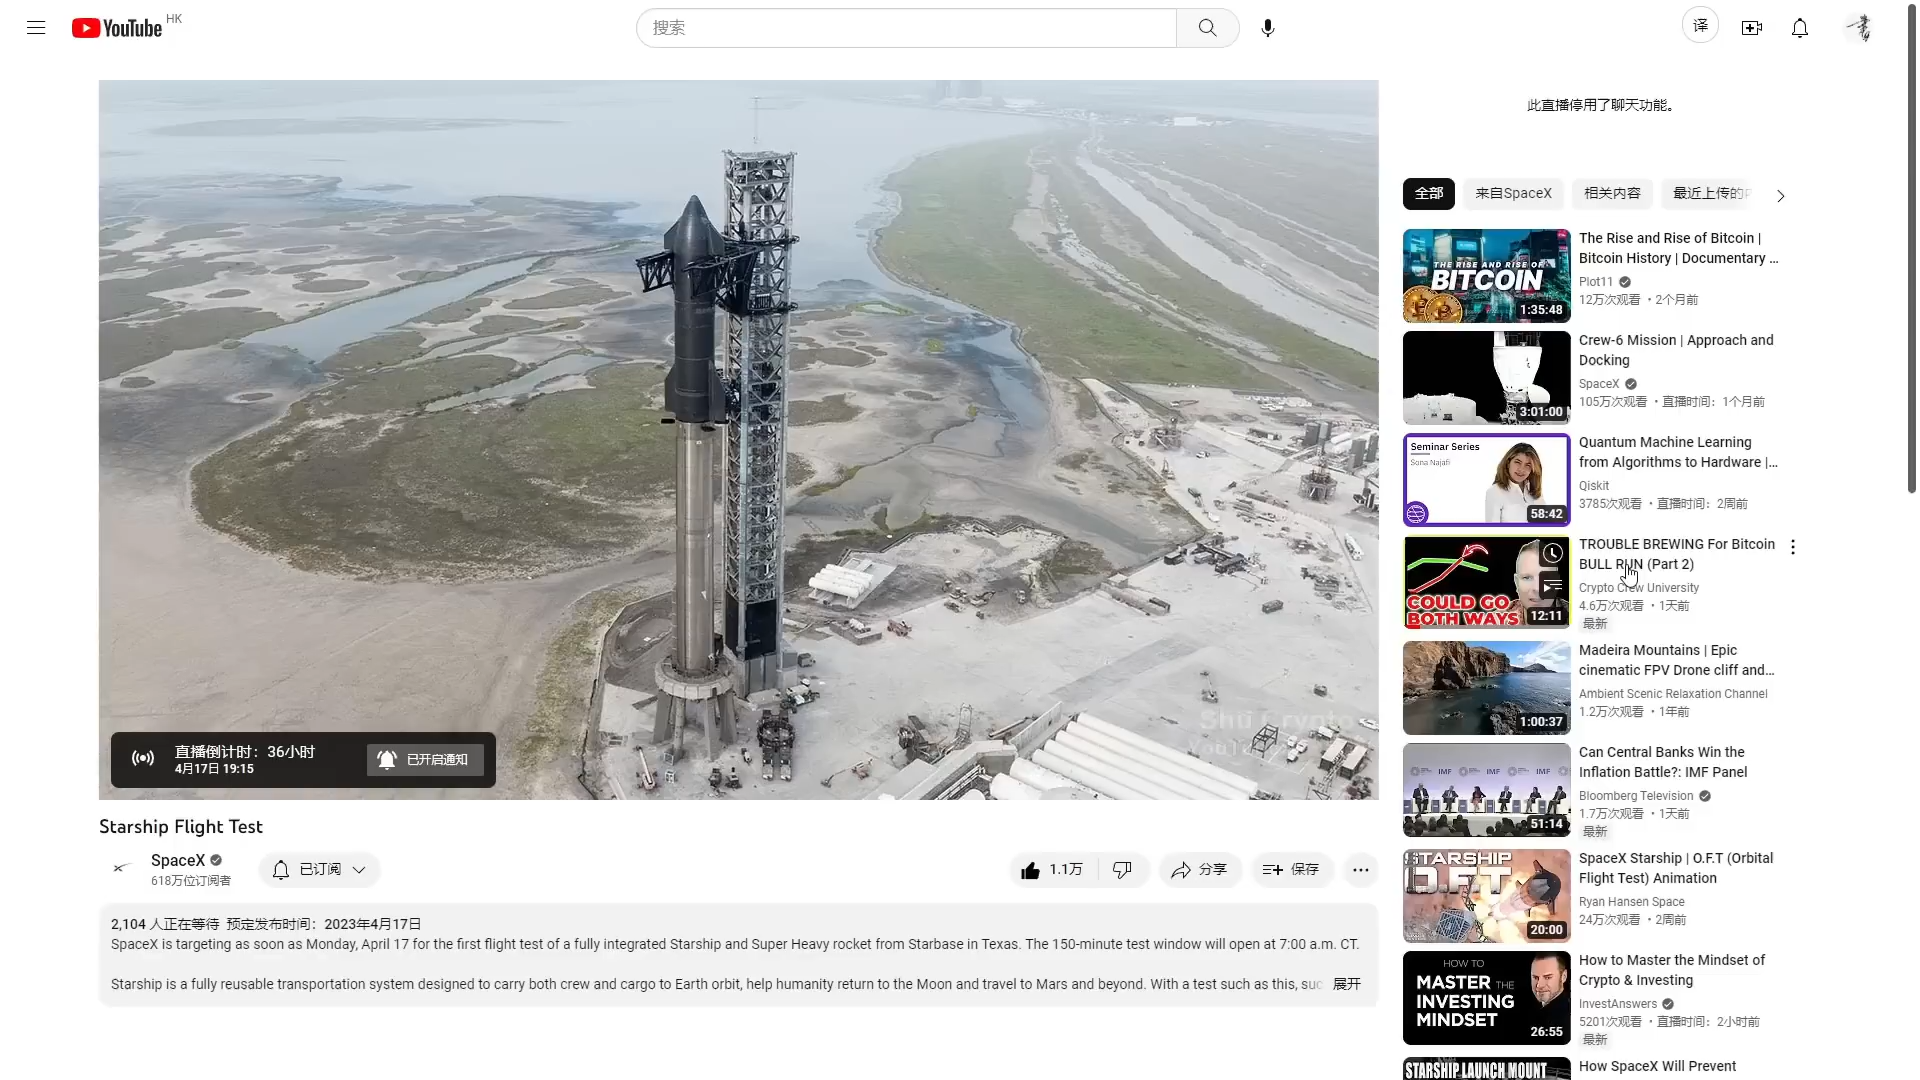 YouTube HK
搜索
译
直播倒计时：36小时
4月17日 19:15
已开启通知
Starship Flight Test
SpaceX
618万位订阅者
已订阅
1.1万
分享
保存
2,104 人正在等待 预定发布时间：2023年4月17日
SpaceX is targeting as soon as Monday, April 17 for the first flight test of a fully integrated Starship and Super Heavy rocket from Starbase in Texas. The 150-minute test window will open at 7:00 a.m. CT.
Starship is a fully reusable transportation system designed to carry both crew and cargo to Earth orbit, help humanity return to the Moon and travel to Mars and beyond. With a test such as this, suc
展开
此直播停用了聊天功能。
全部
来自SpaceX
相关内容
最近上传的
THE RISE AND RISE OF
BITCOIN
1:35:48
The Rise and Rise of Bitcoin |
Bitcoin History | Documentary ...
Plot11
12万次观看 • 2个月前
3:01:00
Crew-6 Mission | Approach and
Docking
SpaceX
105万次观看 • 直播时间：1个月前
Seminar Series
Sona Najafi
58:42
Quantum Machine Learning
from Algorithms to Hardware |...
Qiskit
3785次观看 • 直播时间：2周前
COULD GO
BOTH WAYS
12:11
TROUBLE BREWING For Bitcoin
BULL RUN (Part 2)
Crypto Crew University
4.6万次观看 • 1天前
最新
1:00:37
Madeira Mountains | Epic
cinematic FPV Drone cliff and...
Ambient Scenic Relaxation Channel
1.2万次观看 • 1年前
IMF IMF IMF
51:14
Can Central Banks Win the
Inflation Battle?: IMF Panel
Bloomberg Television
1.7万次观看 • 1天前
最新
STARSHIP
O.F.T
20:00
SpaceX Starship | O.F.T (Orbital
Flight Test) Animation
Ryan Hansen Space
24万次观看 • 2周前
HOW TO
MASTER THE
INVESTING
MINDSET
26:55
How to Master the Mindset of
Crypto & Investing
InvestAnswers
5201次观看 • 直播时间：2小时前
最新
STARSHIP LAUNCH MOUNT
How SpaceX Will Prevent
Shu Crypto